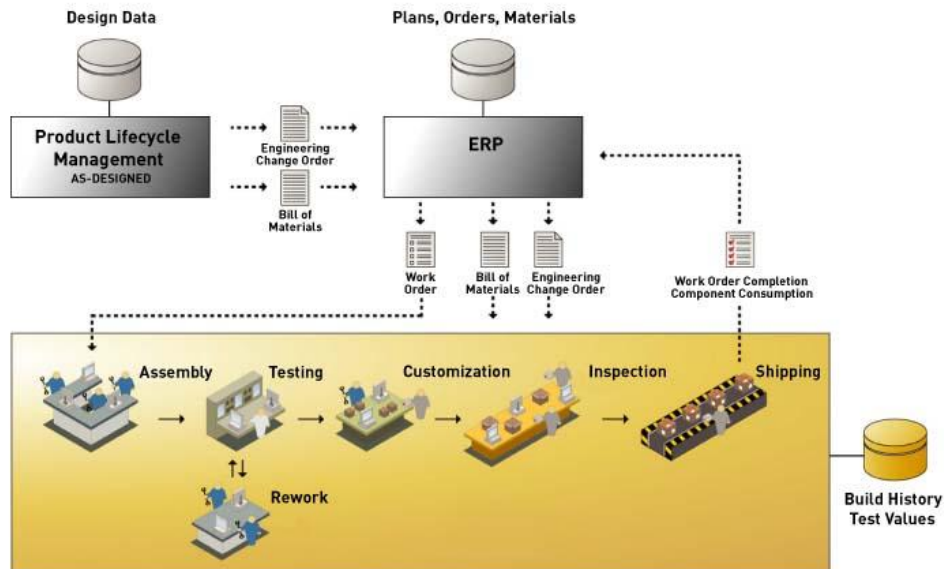 Design Data
Plans, Orders, Materials
Product Lifecycle
Management
AS-DESIGNED
Engineering
Change Order
Bill of
Materials
ERP
Work
Order
Bill of
Materials
Engineering
Change Order
Work Order Completion
Component Consumption
Assembly
Testing
Customization
Inspection
Shipping
Rework
Build History
Test Values